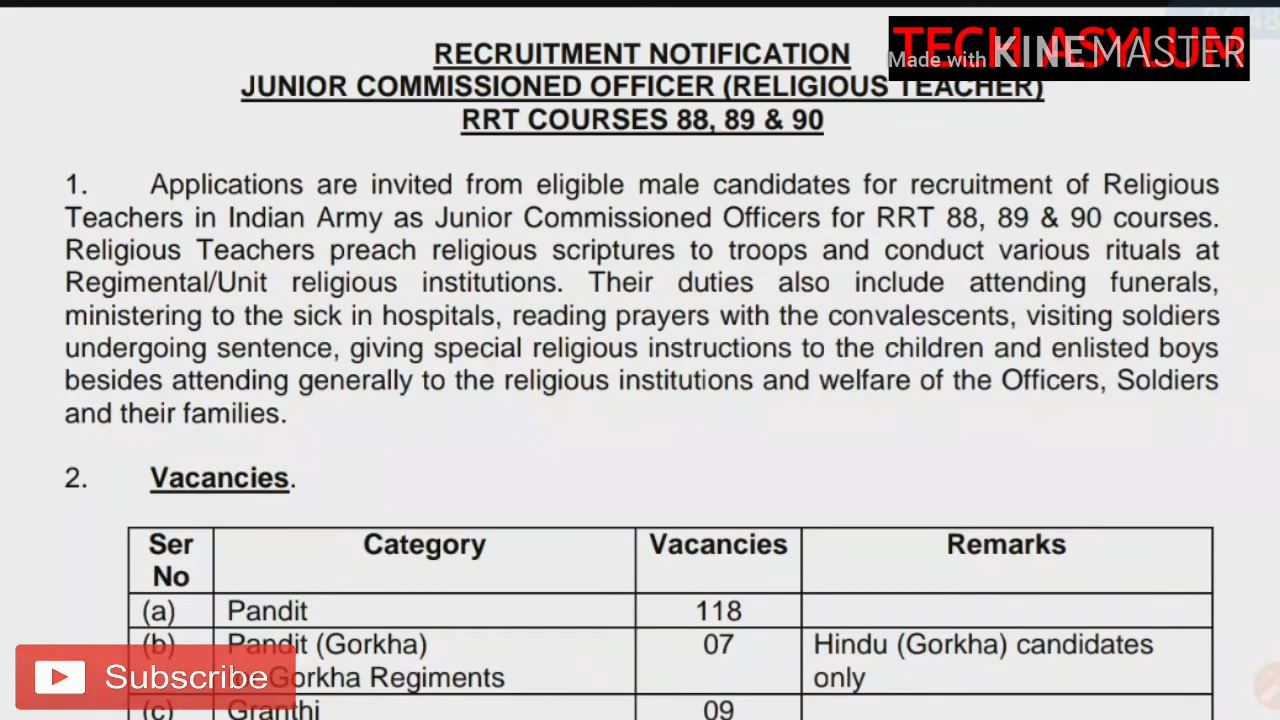 TECH ASYLUM
Made with KINEMASTER
RECRUITMENT NOTIFICATION
JUNIOR COMMISSIONED OFFICER (RELIGIOUS TEACHER)
RRT COURSES 88, 89 & 90
1. Applications are invited from eligible male candidates for recruitment of Religious
Teachers in Indian Army as Junior Commissioned Officers for RRT 88, 89 & 90 courses.
Religious Teachers preach religious scriptures to troops and conduct various rituals at
Regimental/Unit religious institutions. Their duties also include attending funerals,
ministering to the sick in hospitals, reading prayers with the convalescents, visiting soldiers
undergoing sentence, giving special religious instructions to the children and enlisted boys
besides attending generally to the religious institutions and welfare of the Officers, Soldiers
and their families.
2. Vacancies.
Ser No Category Vacancies Remarks
(a) Pandit 118
(b) Pandit (Gorkha) 07 Hindu (Gorkha) candidates
Gorkha Regiments only
(c) Granthi 09
Subscribe